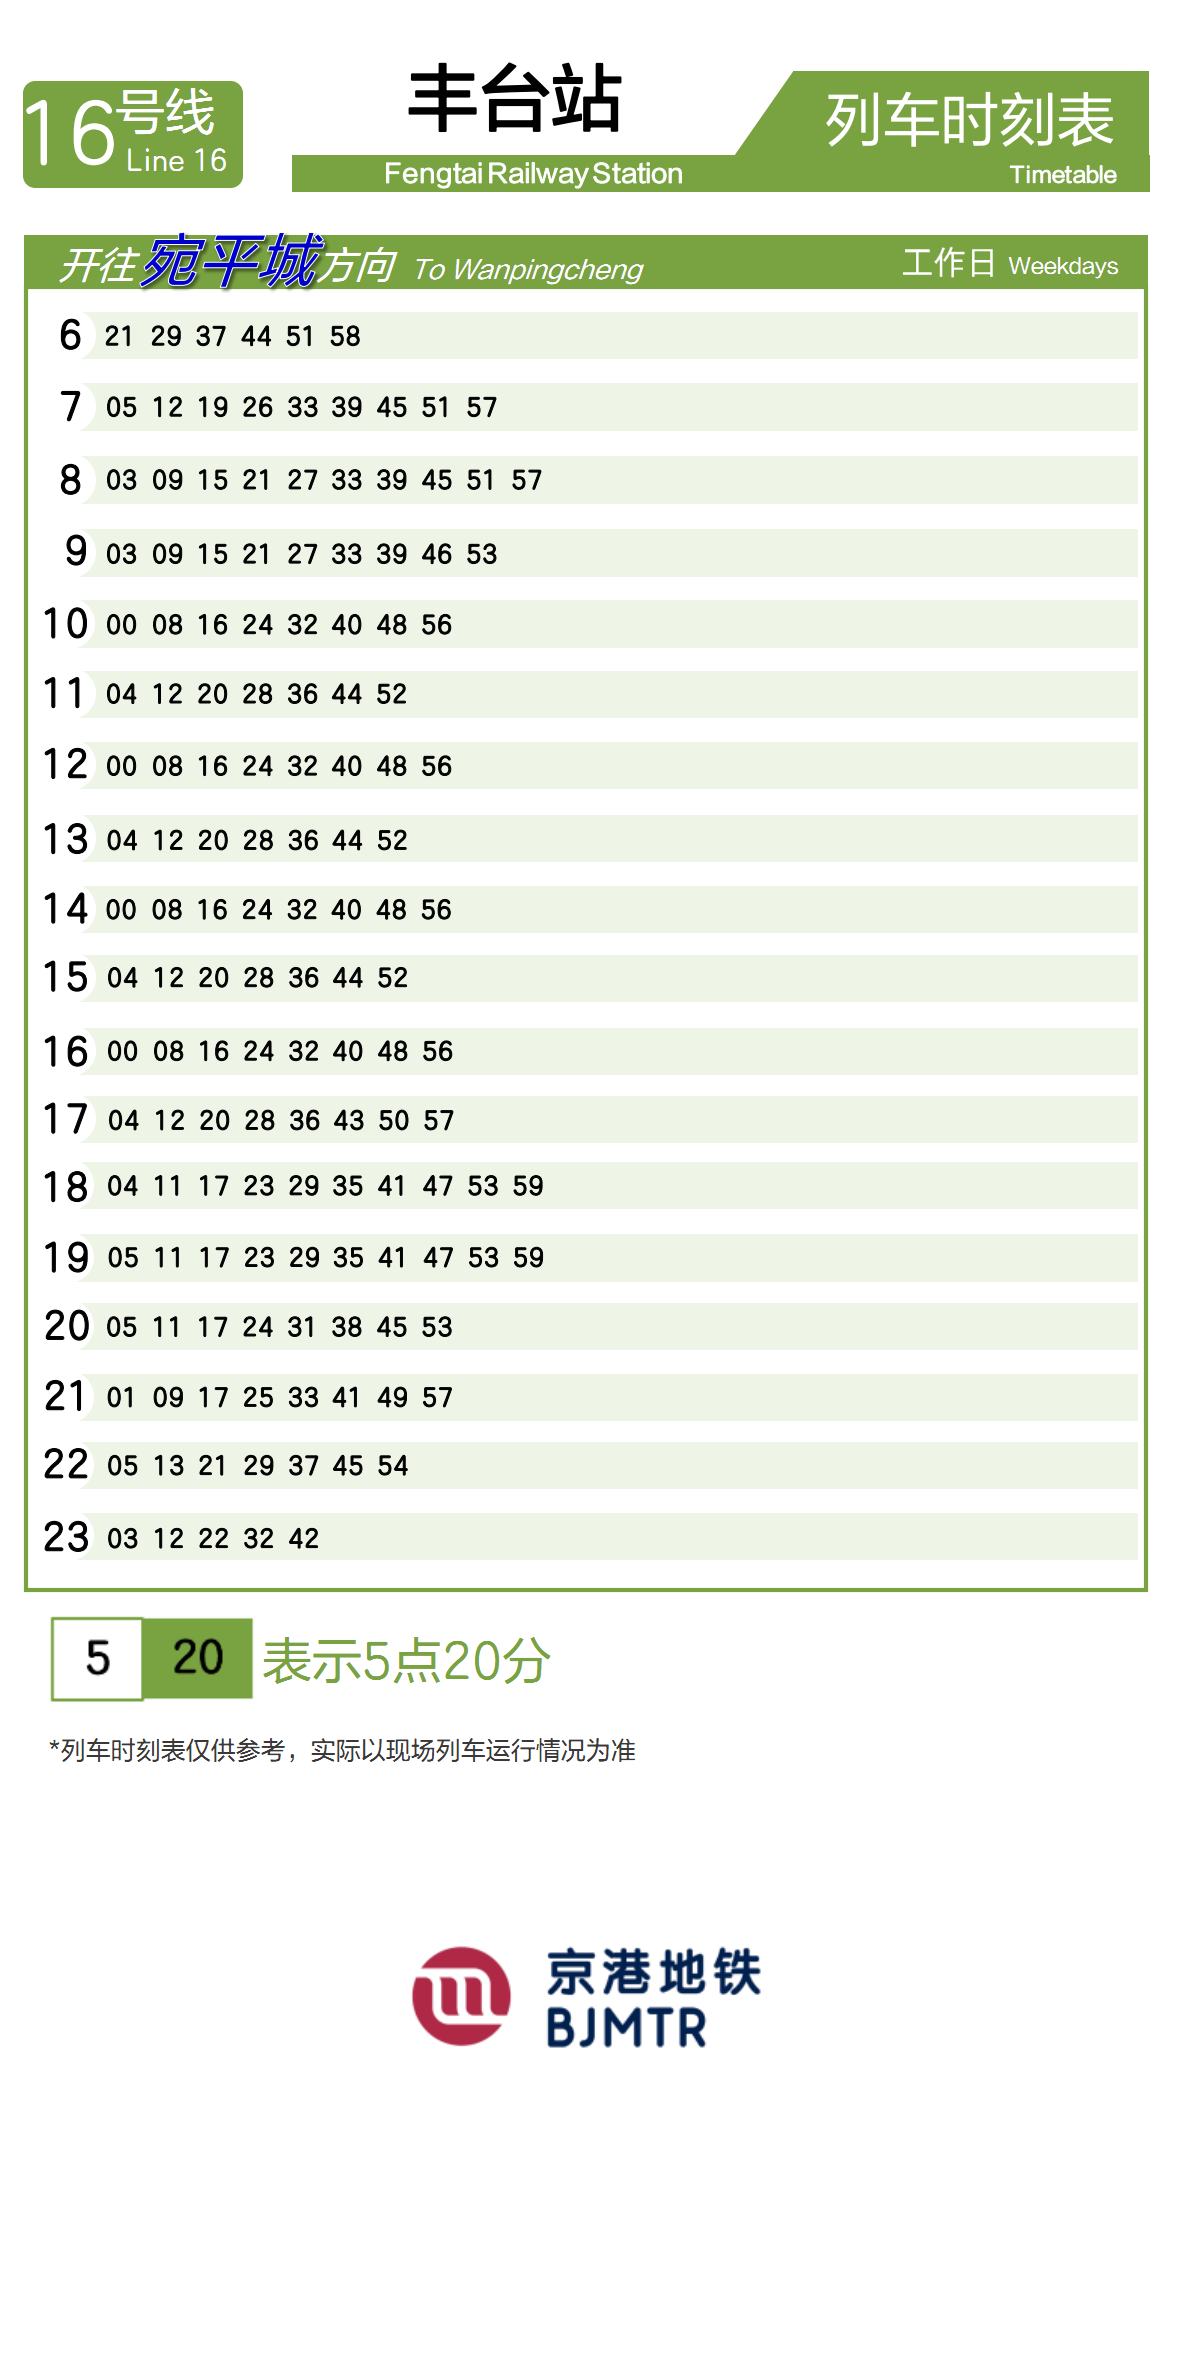 16号线
Line 16
丰台站
Fengtai Railway Station
列车时刻表
Timetable
开往宛平城方向 To Wanpingcheng
工作日 Weekdays
6 21 29 37 44 51 58
7 05 12 19 26 33 39 45 51 57
8 03 09 15 21 27 33 39 45 51 57
9 03 09 15 21 27 33 39 46 53
10 00 08 16 24 32 40 48 56
11 04 12 20 28 36 44 52
12 00 08 16 24 32 40 48 56
13 04 12 20 28 36 44 52
14 00 08 16 24 32 40 48 56
15 04 12 20 28 36 44 52
16 00 08 16 24 32 40 48 56
17 04 12 20 28 36 43 50 57
18 04 11 17 23 29 35 41 47 53 59
19 05 11 17 23 29 35 41 47 53 59
20 05 11 17 24 31 38 45 53
21 01 09 17 25 33 41 49 57
22 05 13 21 29 37 45 54
23 03 12 22 32 42
5 20 表示5点20分
*列车时刻表仅供参考，实际以现场列车运行情况为准
京港地铁
BJMTR